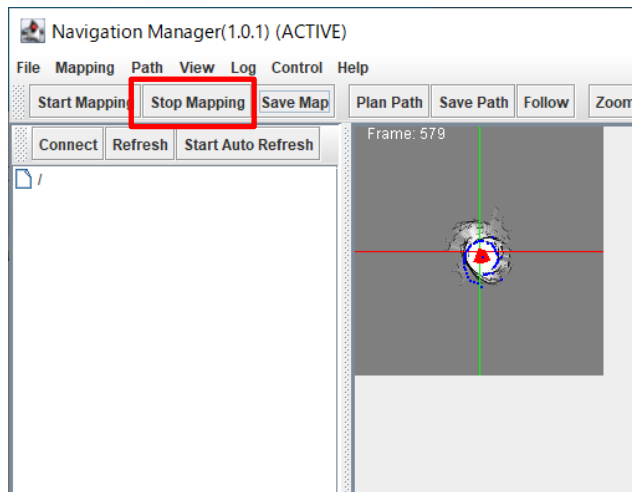 Navigation Manager(1.0.1) (ACTIVE)
File Mapping Path View Log Control Help
Start Mapping Stop Mapping Save Map Plan Path Save Path Follow Zoom
Connect Refresh Start Auto Refresh
Frame: 579
/